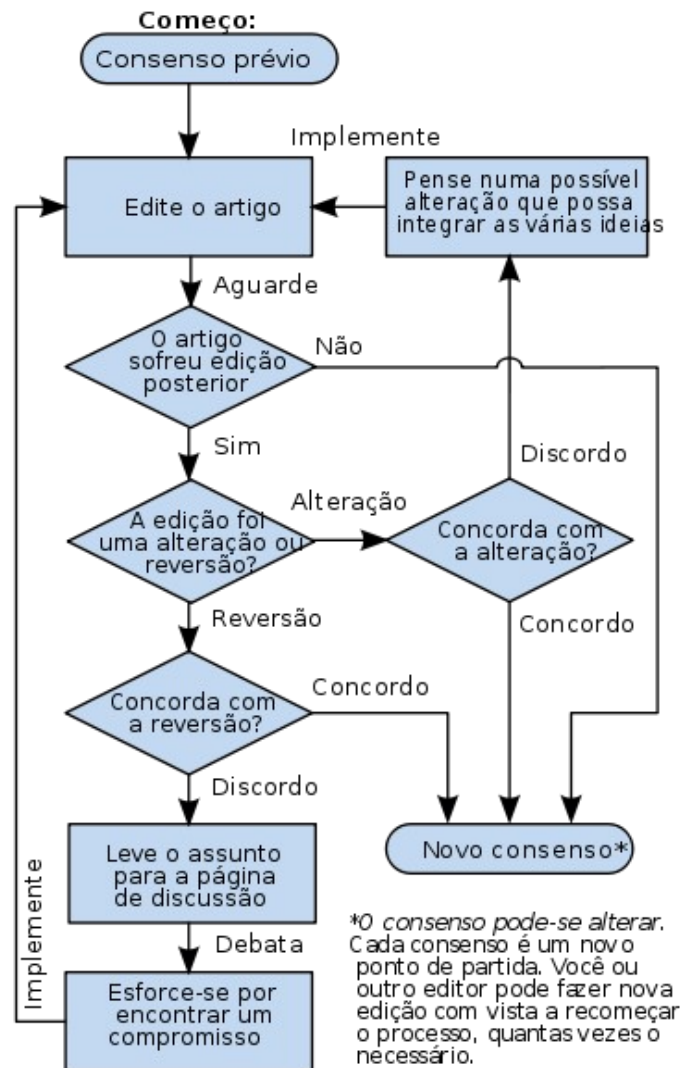 Começo:
Consenso prévio
Implemente
Edite o artigo
Pense numa possível
alteração que possa
integrar as várias ideias
Aguarde
O artigo
sofreu edição
posterior
Não
Sim
Discordo
A edição foi
uma alteração ou
reversão?
Alteração
Concorda com
a alteração?
Reversão
Concordo
Concorda com
a reversão?
Concordo
Discordo
Leve o assunto
para a página
de discussão
Novo consenso*
Debata
Implemente
Esforce-se por
encontrar um
compromisso
*O consenso pode-se alterar.
Cada consenso é um novo
ponto de partida. Você ou
outro editor pode fazer nova
edição com vista a recomeçar
o processo, quantas vezes o
necessário.